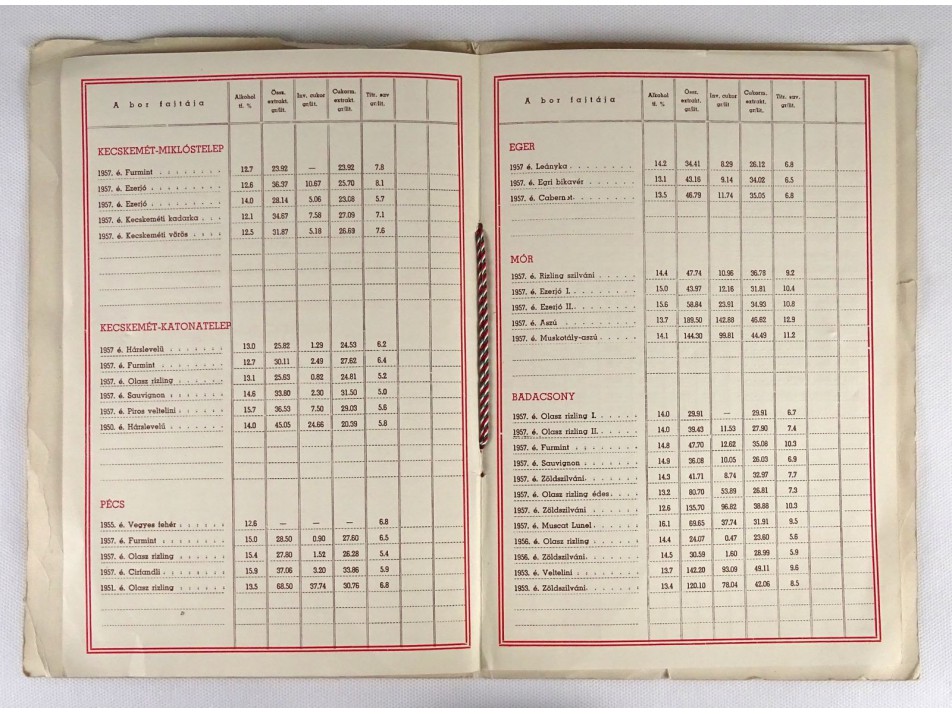 A bor fajtája Alkohol tf. % Össz. extrakt. gr/lit. Inv. cukor gr/lit Cukorm. extrakt. gr/lit. Titr. sav gr/lit.
KECSKEMÉT-MIKLÓSTELEP
1957. é. Furmint 12.7 23.92 — 23.92 7.8
1957. é. Ezerjó 12.6 36.37 10.67 25.70 8.1
1957. é. Ezerjó 14.0 28.14 5.06 23.08 5.7
1957. é. Kecskeméti kadarka 12.1 34.67 7.58 27.09 7.1
1957. é. Kecskeméti vörös 12.5 31.87 5.18 26.69 7.6
KECSKEMÉT-KATONATELEP
1957 é. Hárslevelű 13.0 25.82 1.29 24.53 6.2
1957. é. Furmint 12.7 30.11 2.49 27.62 6.4
1957. é. Olasz rizling 13.1 25.63 0.82 24.81 5.2
1957. é. Sauvignon 14.6 33.80 2.30 31.50 5.0
1957. é. Piros veltelini 15.7 36.53 7.50 29.03 5.6
1950. é. Hárslevelű 14.0 45.05 24.66 20.39 5.8
PÉCS
1955. é. Vegyes fehér 12.6 — — — 6.8
1957. é. Furmint 15.0 28.50 0.90 27.60 6.5
1957. é. Olasz rizling 15.4 27.80 1.52 26.28 5.4
1957. é. Cirfandli 15.9 37.06 3.20 33.86 5.9
1951. é. Olasz rizling 13.5 68.50 37.74 30.76 6.8
A bor fajtája Alkohol tf. % Össz. extrakt. gr/lit. Inv. cukor gr/lit Cukorm. extrakt. gr/lit. Titr. sav gr/lit.
EGER
1957 é. Leányka 14.2 34.41 8.29 26.12 6.8
1957. é. Egri bikavér 13.1 43.16 9.14 34.02 6.5
1957. é. Cabernet 13.5 46.79 11.74 35.05 6.8
MÓR
1957. é. Rizling szilváni 14.4 47.74 10.96 36.78 9.2
1957. é. Ezerjó I. 15.0 43.97 12.16 31.81 10.4
1957. é. Ezerjó II. 15.6 58.84 23.91 34.93 10.8
1957. é. Aszú 13.7 189.50 142.88 46.62 12.9
1957. é. Muskotály-aszú 14.1 144.30 99.81 44.49 11.2
BADACSONY
1957. é. Olasz rizling I. 14.0 29.91 — 29.91 6.7
1957. é. Olasz rizling II. 14.0 39.43 11.53 27.90 7.4
1957. é. Furmint 14.8 47.70 12.62 35.08 10.3
1957. é. Sauvignon 14.9 36.08 10.05 26.03 6.9
1957. é. Zöldszilváni 14.3 41.71 8.74 32.97 7.7
1957. é. Olasz rizling édes 13.2 80.70 53.89 26.81 7.3
1957. é. Zöldszilváni 12.6 135.70 96.82 38.88 10.3
1957. é. Muscat Lunel 16.1 69.65 37.74 31.91 9.5
1956. é. Olasz rizling 14.4 24.07 0.47 23.60 5.6
1956. é. Zöldszilváni 14.5 30.59 1.60 28.99 5.9
1953. é. Veltelini 13.7 142.20 93.09 49.11 9.6
1953. é. Zöldszilváni 13.4 120.10 78.04 42.06 8.5